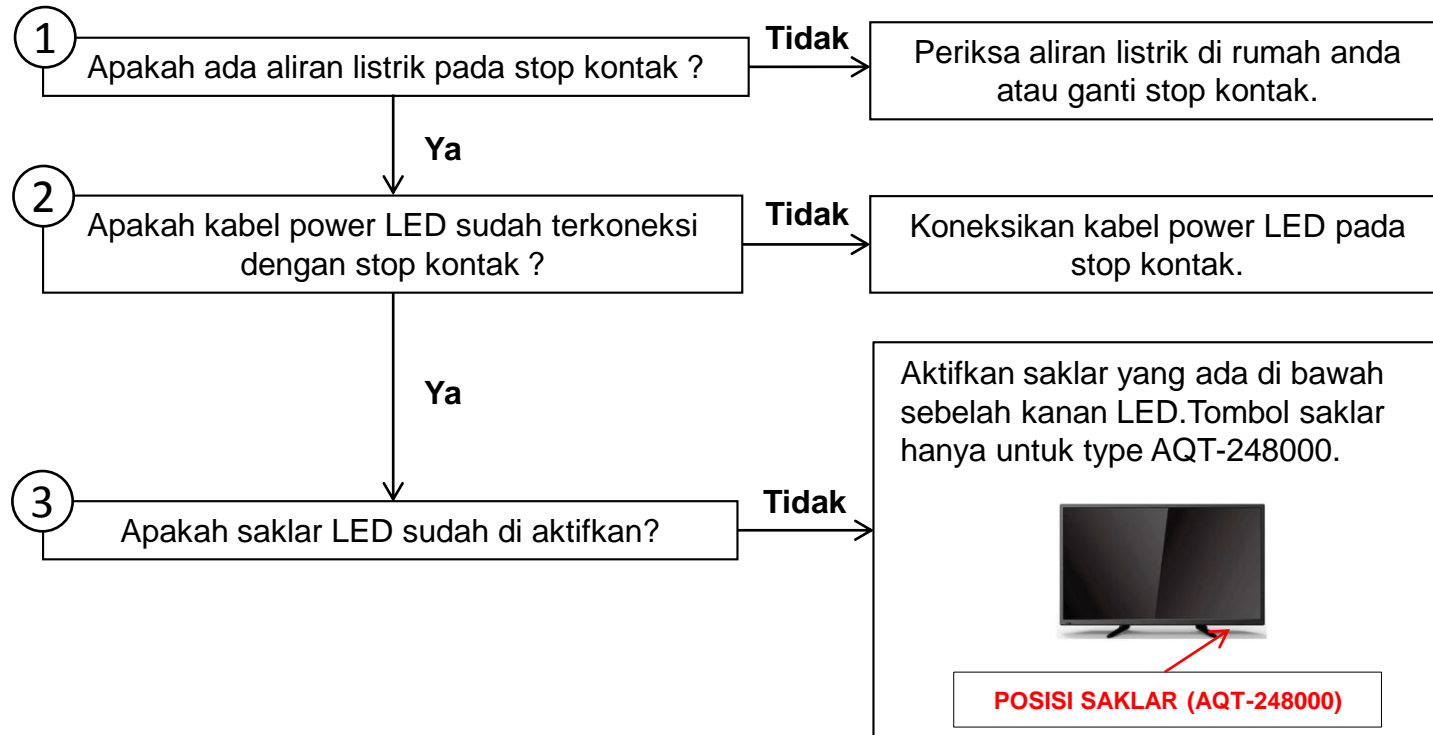 1
Apakah ada aliran listrik pada stop kontak ?
Tidak
Periksa aliran listrik di rumah anda
atau ganti stop kontak.
Ya
2
Apakah kabel power LED sudah terkoneksi
dengan stop kontak ?
Tidak
Koneksikan kabel power LED pada
stop kontak.
Ya
3
Apakah saklar LED sudah di aktifkan?
Tidak
Aktifkan saklar yang ada di bawah
sebelah kanan LED.Tombol saklar
hanya untuk type AQT-248000.
POSISI SAKLAR (AQT-248000)